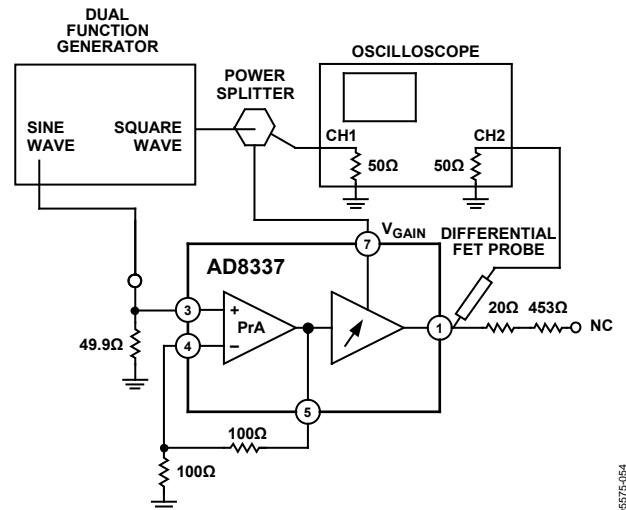 DUAL
FUNCTION
GENERATOR
OSCILLOSCOPE
POWER
SPLITTER
SINE
WAVE
SQUARE
WAVE
CH1
CH2
50Ω
50Ω
VGAIN
DIFFERENTIAL
FET PROBE
7
AD8337
20Ω
453Ω
3
+
PrA
1
NC
49.9Ω
4
−
5
100Ω
100Ω
05575-054